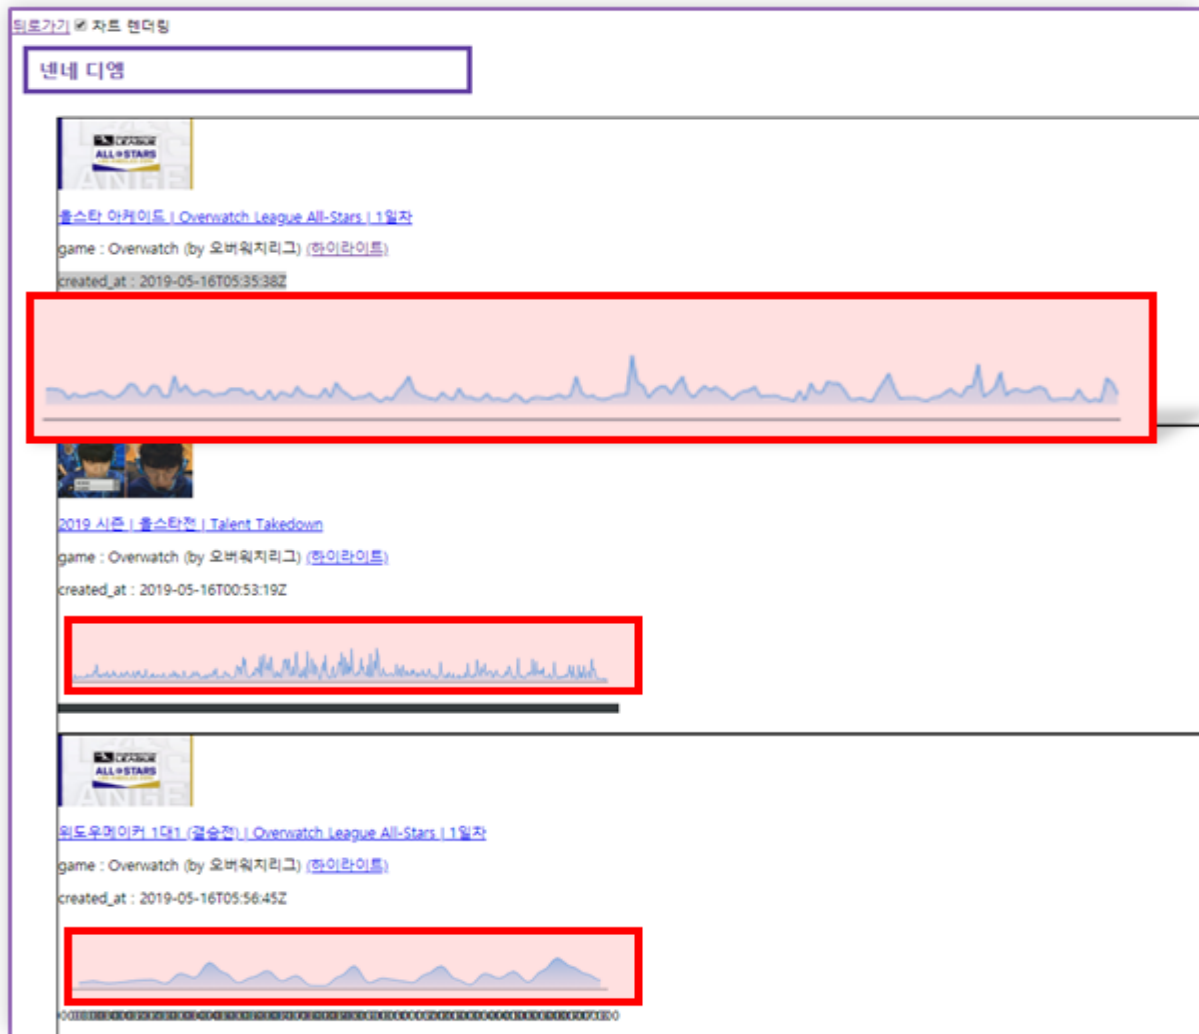 뒤로가기 차트 렌더링
넨네 디엠
LEAGUE
ALL STARS
ANGE
올스타 아케이드 | Overwatch League All-Stars | 1일차
game : Overwatch (by 오버워치리그) (하이라이트)
created_at : 2019-05-16T05:35:38Z
2019 시즌 | 올스타전 | Talent Takedown
game : Overwatch (by 오버워치리그) (하이라이트)
created_at : 2019-05-16T00:53:19Z
LEAGUE
ALL STARS
ANGE
위도우메이커 1대1 (결승전) | Overwatch League All-Stars | 1일차
game : Overwatch (by 오버워치리그) (하이라이트)
created_at : 2019-05-16T05:56:45Z